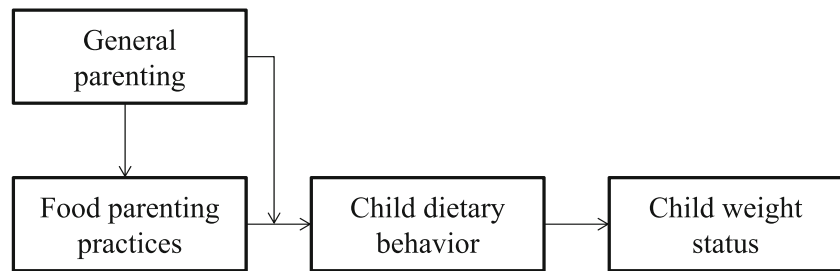 General
parenting
Food parenting
practices
Child dietary
behavior
Child weight
status